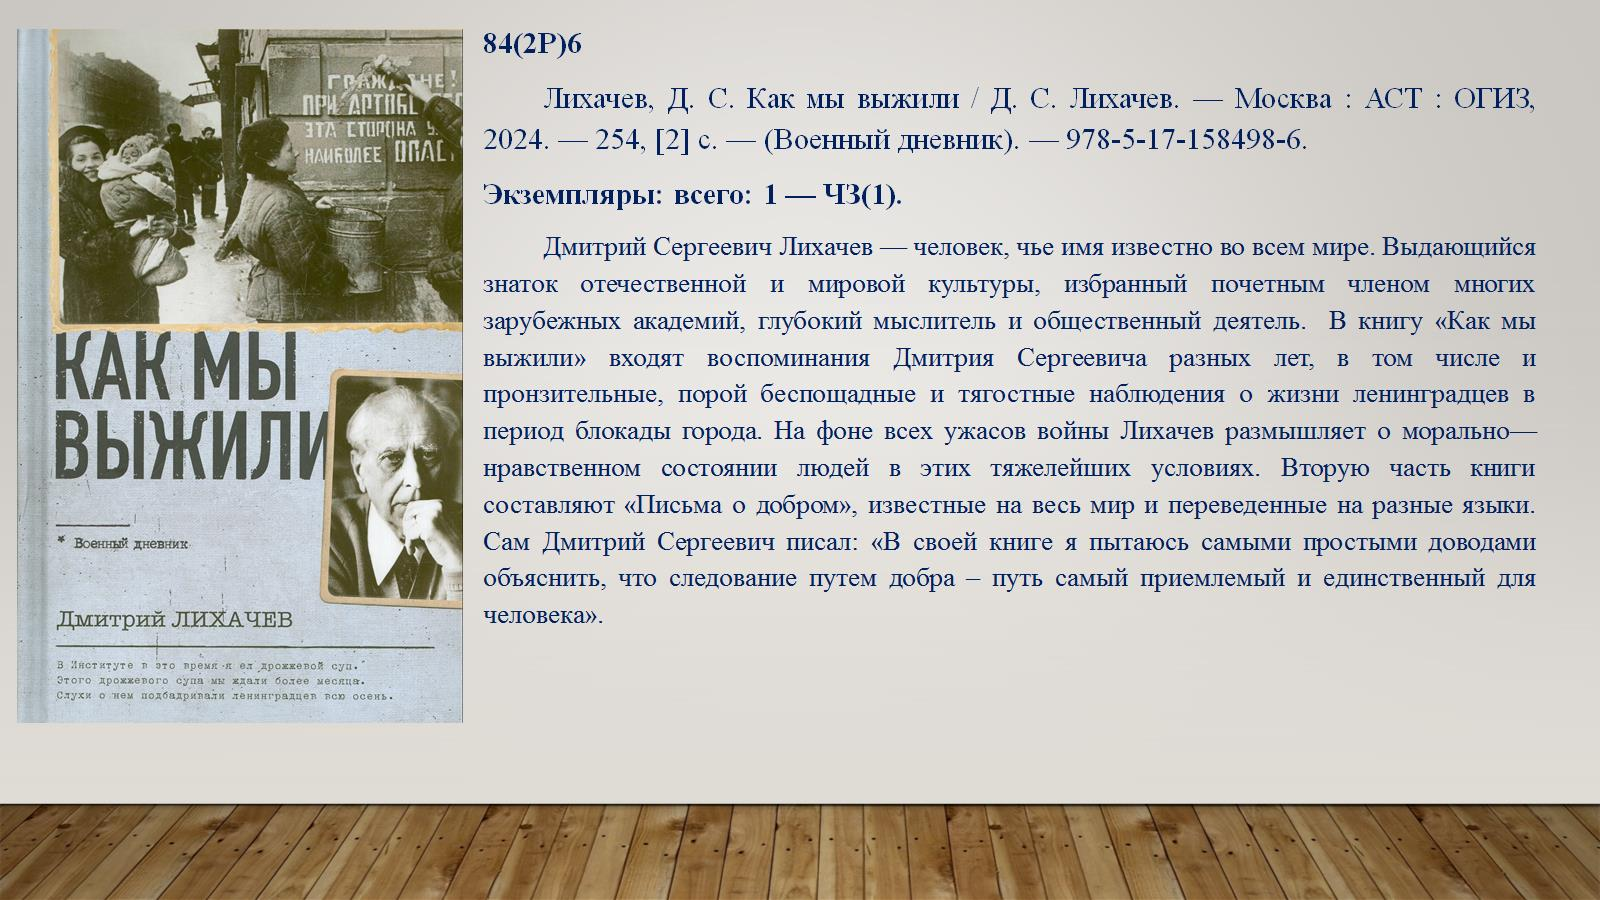 ГРАЖДАНЕ!
ПРИ АРТОБСТ
ЭТА СТОРОНА У
НАИБОЛЕЕ ОПАС
КАК МЫ
ВЫЖИЛИ
* Военный дневник
Дмитрий ЛИХАЧЕВ
В Институте в это время я ел дрожжевой суп.
Этого дрожжевого супа мы ждали более месяца.
Слухи о нем подбадривали ленинградцев всю осень.
84(2Р)6
Лихачев, Д. С. Как мы выжили / Д. С. Лихачев. — Москва : АСТ : ОГИЗ,
2024. — 254, [2] с. — (Военный дневник). — 978-5-17-158498-6.
Экземпляры: всего: 1 — ЧЗ(1).
Дмитрий Сергеевич Лихачев — человек, чье имя известно во всем мире. Выдающийся
знаток отечественной и мировой культуры, избранный почетным членом многих
зарубежных академий, глубокий мыслитель и общественный деятель. В книгу «Как мы
выжили» входят воспоминания Дмитрия Сергеевича разных лет, в том числе и
пронзительные, порой беспощадные и тягостные наблюдения о жизни ленинградцев в
период блокады города. На фоне всех ужасов войны Лихачев размышляет о морально—
нравственном состоянии людей в этих тяжелейших условиях. Вторую часть книги
составляют «Письма о добром», известные на весь мир и переведенные на разные языки.
Сам Дмитрий Сергеевич писал: «В своей книге я пытаюсь самыми простыми доводами
объяснить, что следование путем добра – путь самый приемлемый и единственный для
человека».